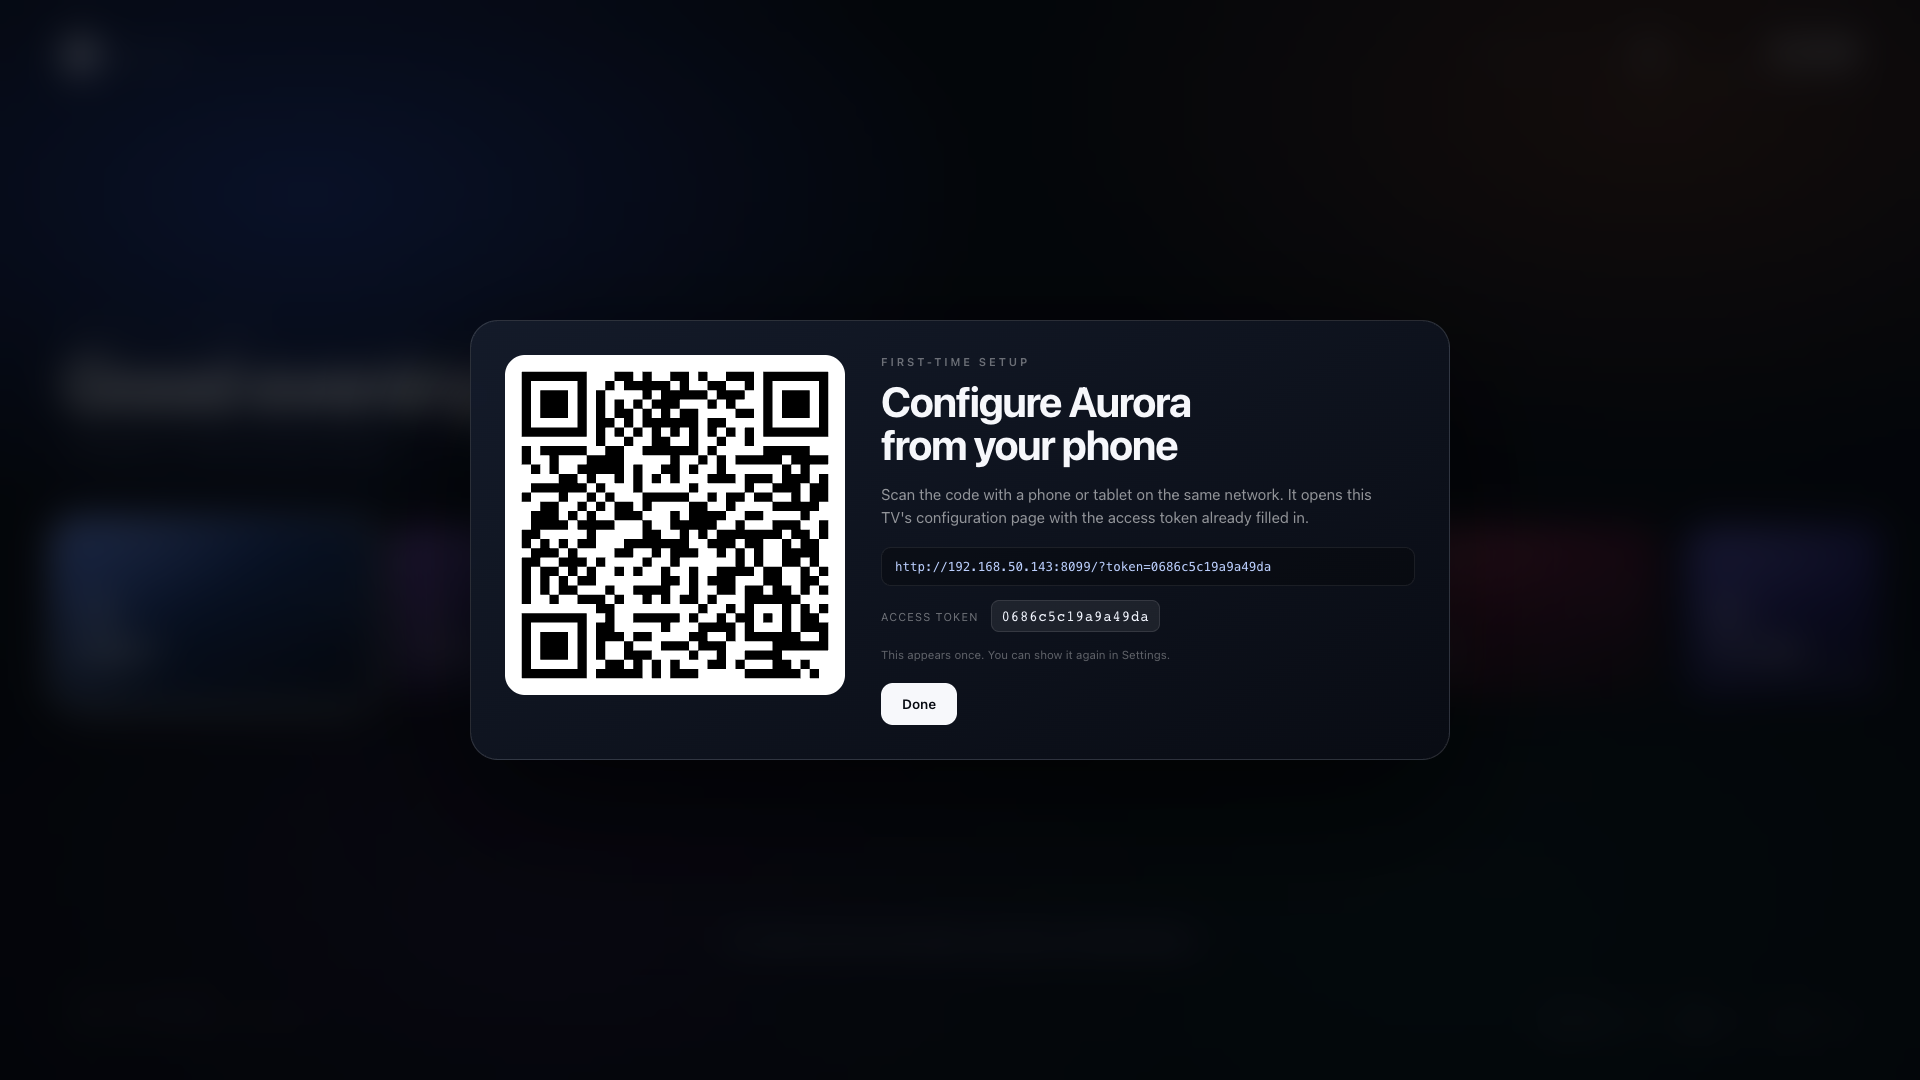 FIRST-TIME SETUP
Configure Aurora
from your phone
Scan the code with a phone or tablet on the same network. It opens this
TV's configuration page with the access token already filled in.
http://192.168.50.143:8099/?token=0686c5c19a9a49da
ACCESS TOKEN 0686c5c19a9a49da
This appears once. You can show it again in Settings.
Done